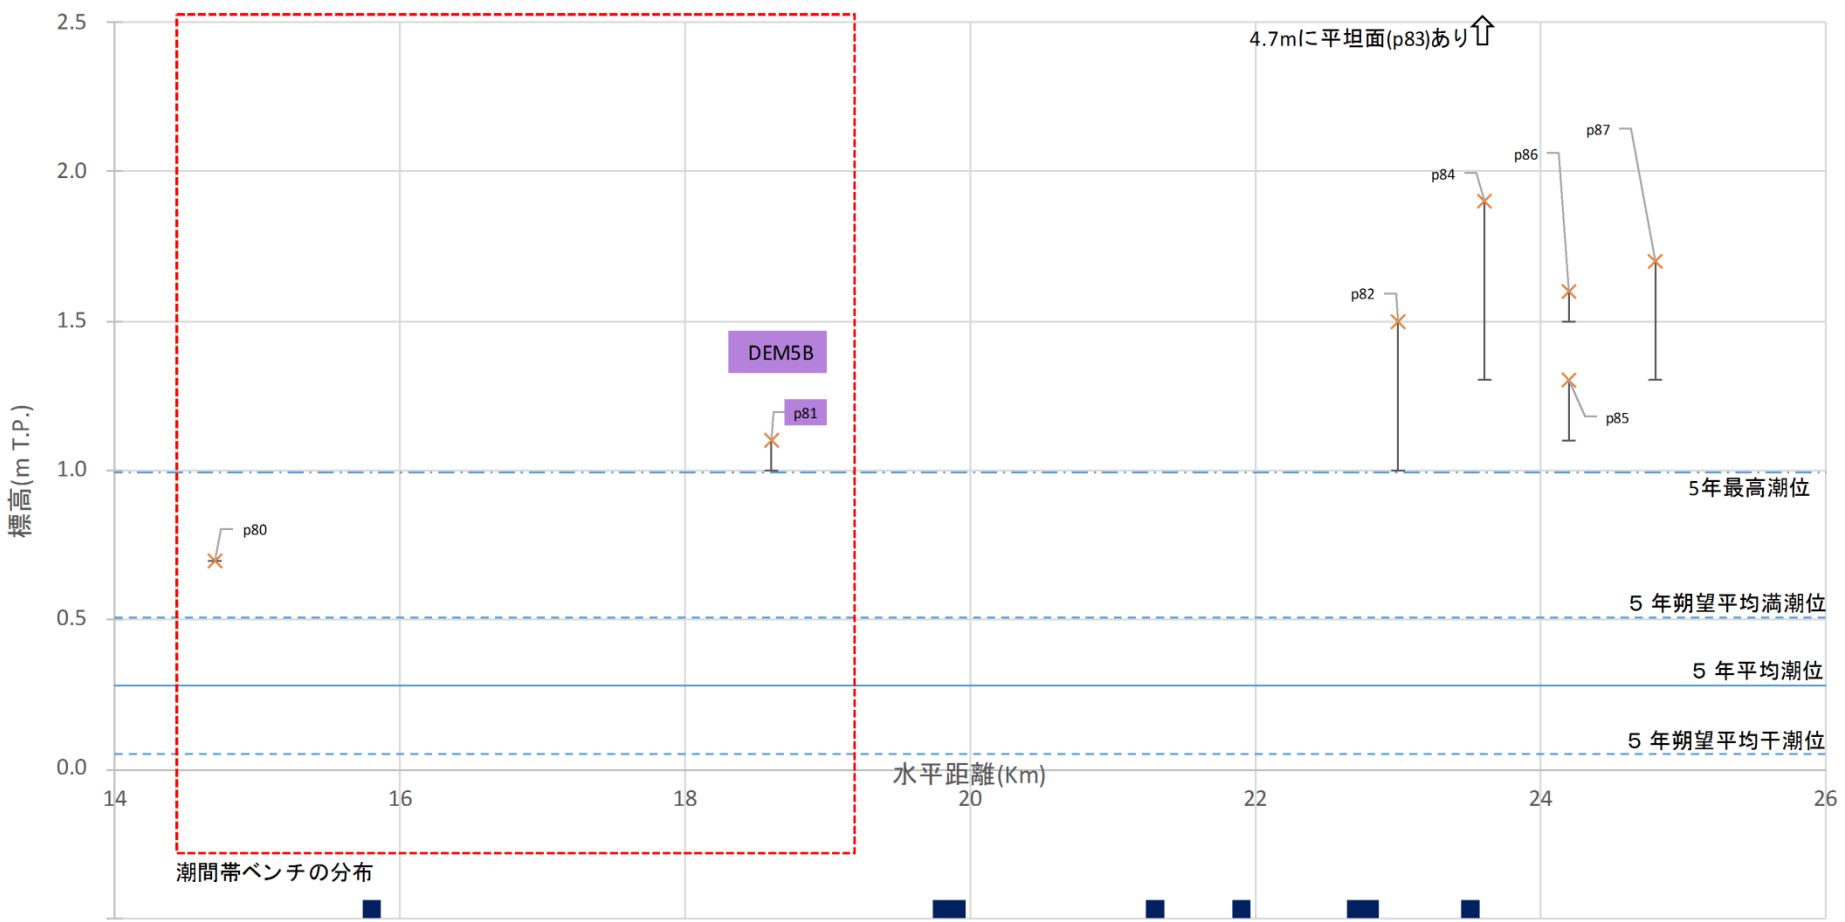 2.5
4.7mに平坦面(p83)あり
p87
p86
2.0
p84
p82
1.5
DEM5B
p81
p85
標高(m T.P.)
1.0
5年最高潮位
p80
5 年朔望平均満潮位
0.5
5 年平均潮位
5 年朔望平均干潮位
0.0
水平距離(Km)
14 16 18 20 22 24 26
潮間帯ベンチの分布